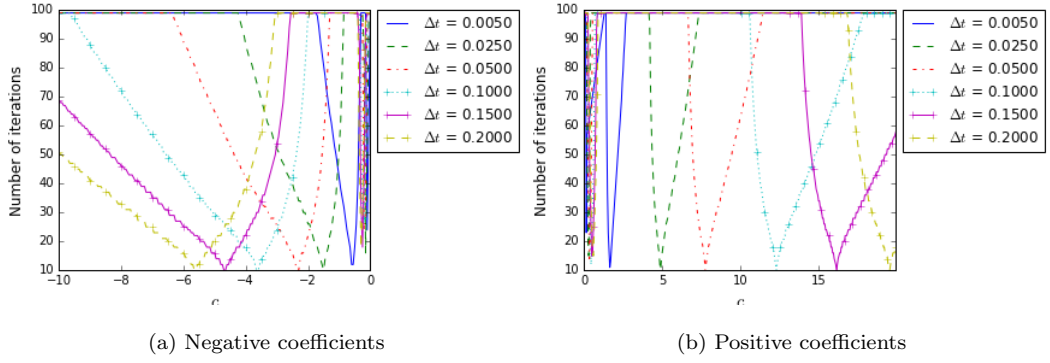 Number of iterations
100
90
80
70
60
50
40
30
20
10
−10
−8
−6
−4
−2
0
c
Δt = 0.0050
Δt = 0.0250
Δt = 0.0500
Δt = 0.1000
Δt = 0.1500
Δt = 0.2000
(a) Negative coefficients
Number of iterations
100
90
80
70
60
50
40
30
20
10
0
5
10
15
c
Δt = 0.0050
Δt = 0.0250
Δt = 0.0500
Δt = 0.1000
Δt = 0.1500
Δt = 0.2000
(b) Positive coefficients